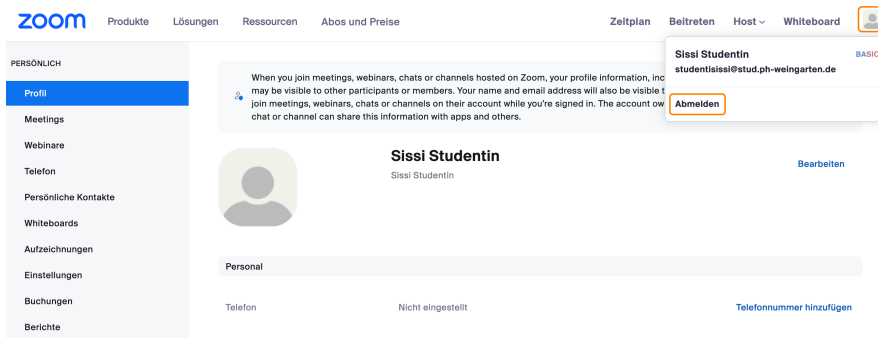 zoom Produkte Lösungen Ressourcen Abos und Preise Zeitplan Beitreten Host Whiteboard
Sissi Studentin BASIC
studentisissi@stud.ph-weingarten.de
Abmelden
PERSÖNLICH
Profil
Meetings
Webinare
Telefon
Persönliche Kontakte
Whiteboards
Aufzeichnungen
Einstellungen
Buchungen
Berichte
When you join meetings, webinars, chats or channels hosted on Zoom, your profile information, inc
may be visible to other participants or members. Your name and email address will also be visible t
join meetings, webinars, chats or channels on their account while you're signed in. The account ow
chat or channel can share this information with apps and others.
Sissi Studentin
Sissi Studentin
Bearbeiten
Personal
Telefon Nicht eingestellt Telefonnummer hinzufügen